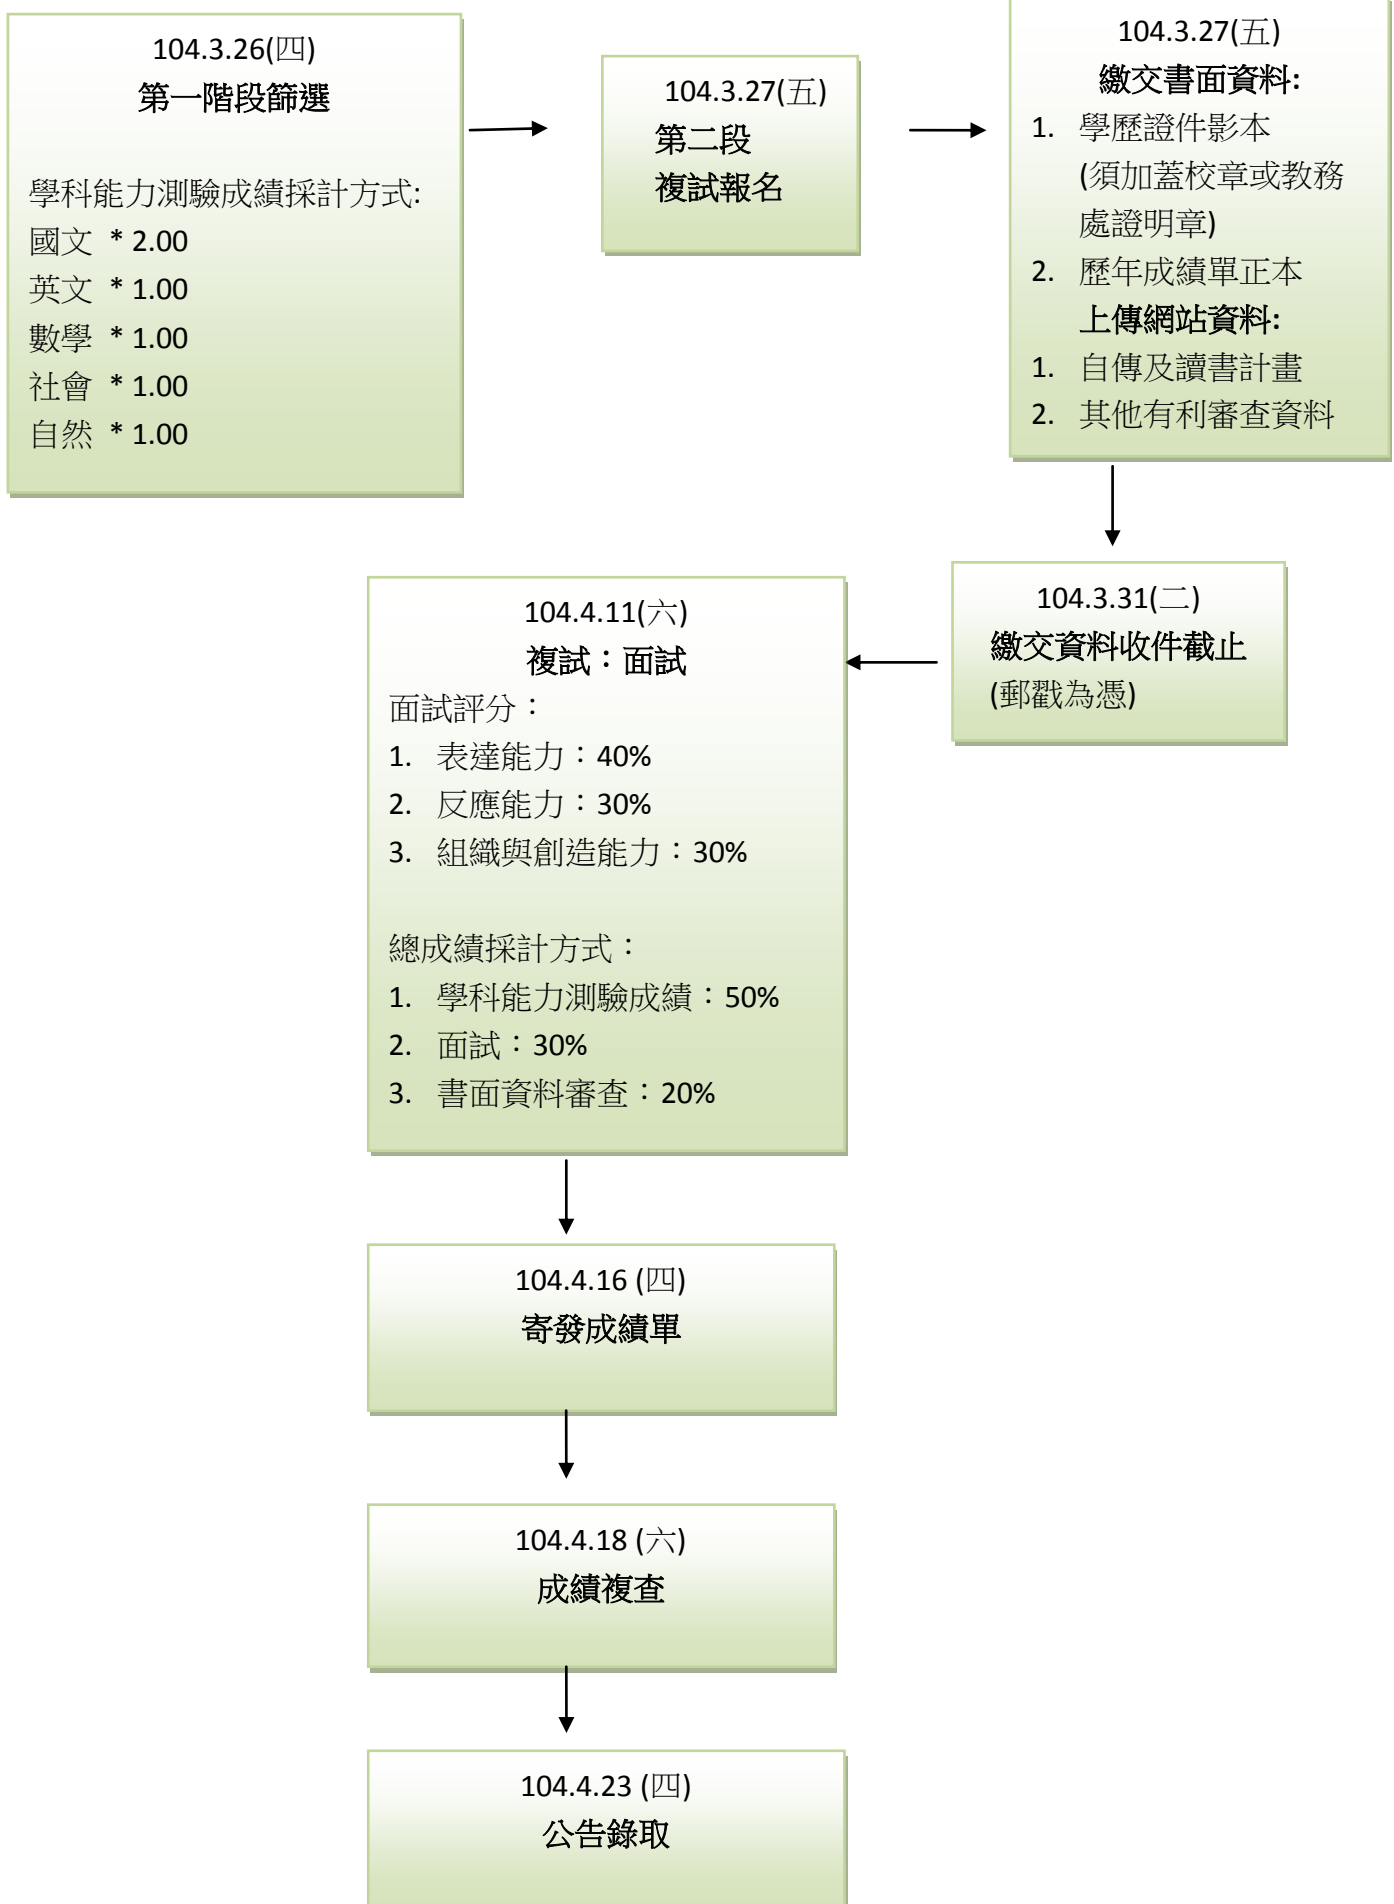 104.3.26(四)
第一階段篩選
學科能力測驗成績採計方式:
國文 * 2.00
英文 * 1.00
數學 * 1.00
社會 * 1.00
自然 * 1.00
104.3.27(五)
第二段
複試報名
104.3.27(五)
繳交書面資料:
1. 學歷證件影本
(須加蓋校章或教務
處證明章)
2. 歷年成績單正本
上傳網站資料:
1. 自傳及讀書計畫
2. 其他有利審查資料
104.3.31(二)
繳交資料收件截止
(郵戳為憑)
104.4.11(六)
複試：面試
面試評分：
1. 表達能力：40%
2. 反應能力：30%
3. 組織與創造能力：30%
總成績採計方式：
1. 學科能力測驗成績：50%
2. 面試：30%
3. 書面資料審查：20%
104.4.16 (四)
寄發成績單
104.4.18 (六)
成績複查
104.4.23 (四)
公告錄取